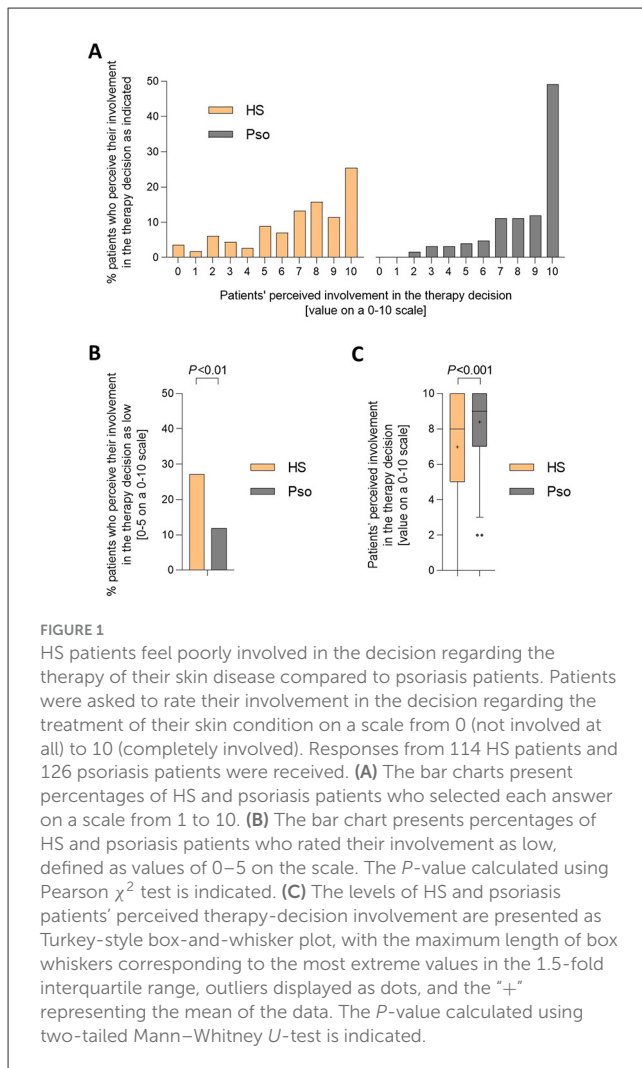 A
% patients who perceive their involvement
in the therapy decision as indicated
50
40
30
20
10
0
HS
Pso
0 1 2 3 4 5 6 7 8 9 10 0 1 2 3 4 5 6 7 8 9 10
Patients' perceived involvement in the therapy decision
[value on a 0-10 scale]
B
P<0.01
% patients who perceive their involvement
in the therapy decision as low
[0-5 on a 0-10 scale]
50
40
30
20
10
0
HS
Pso
C
P<0.001
Patients' perceived involvement
in the therapy decision
[value on a 0-10 scale]
10
8
6
4
2
0
HS
Pso
FIGURE 1
HS patients feel poorly involved in the decision regarding the
therapy of their skin disease compared to psoriasis patients. Patients
were asked to rate their involvement in the decision regarding the
treatment of their skin condition on a scale from 0 (not involved at
all) to 10 (completely involved). Responses from 114 HS patients and
126 psoriasis patients were received. (A) The bar charts present
percentages of HS and psoriasis patients who selected each answer
on a scale from 1 to 10. (B) The bar chart presents percentages of
HS and psoriasis patients who rated their involvement as low,
defined as values of 0–5 on the scale. The P-value calculated using
Pearson χ² test is indicated. (C) The levels of HS and psoriasis
patients' perceived therapy-decision involvement are presented as
Turkey-style box-and-whisker plot, with the maximum length of box
whiskers corresponding to the most extreme values in the 1.5-fold
interquartile range, outliers displayed as dots, and the "+"
representing the mean of the data. The P-value calculated using
two-tailed Mann–Whitney U-test is indicated.